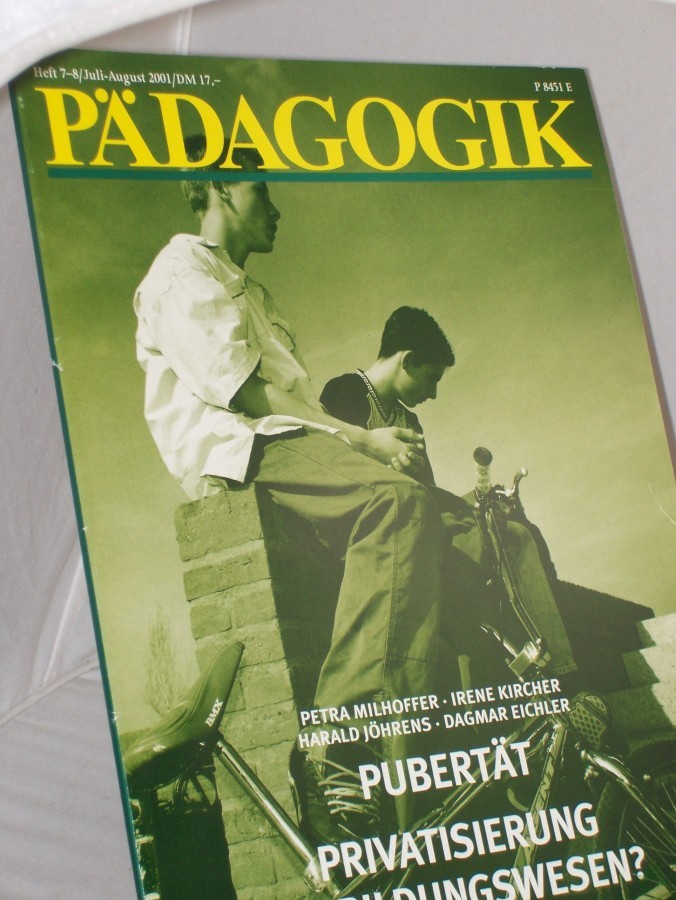 Heft 7–8/Juli-August 2001/DM 17,–
P 8451 E
PÄDAGOGIK
BMX
PETRA MILHOFFER · IRENE KIRCHER
HARALD JÖHRENS · DAGMAR EICHLER
PUBERTÄT
PRIVATISIERUNG
BILDUNGSWESEN?